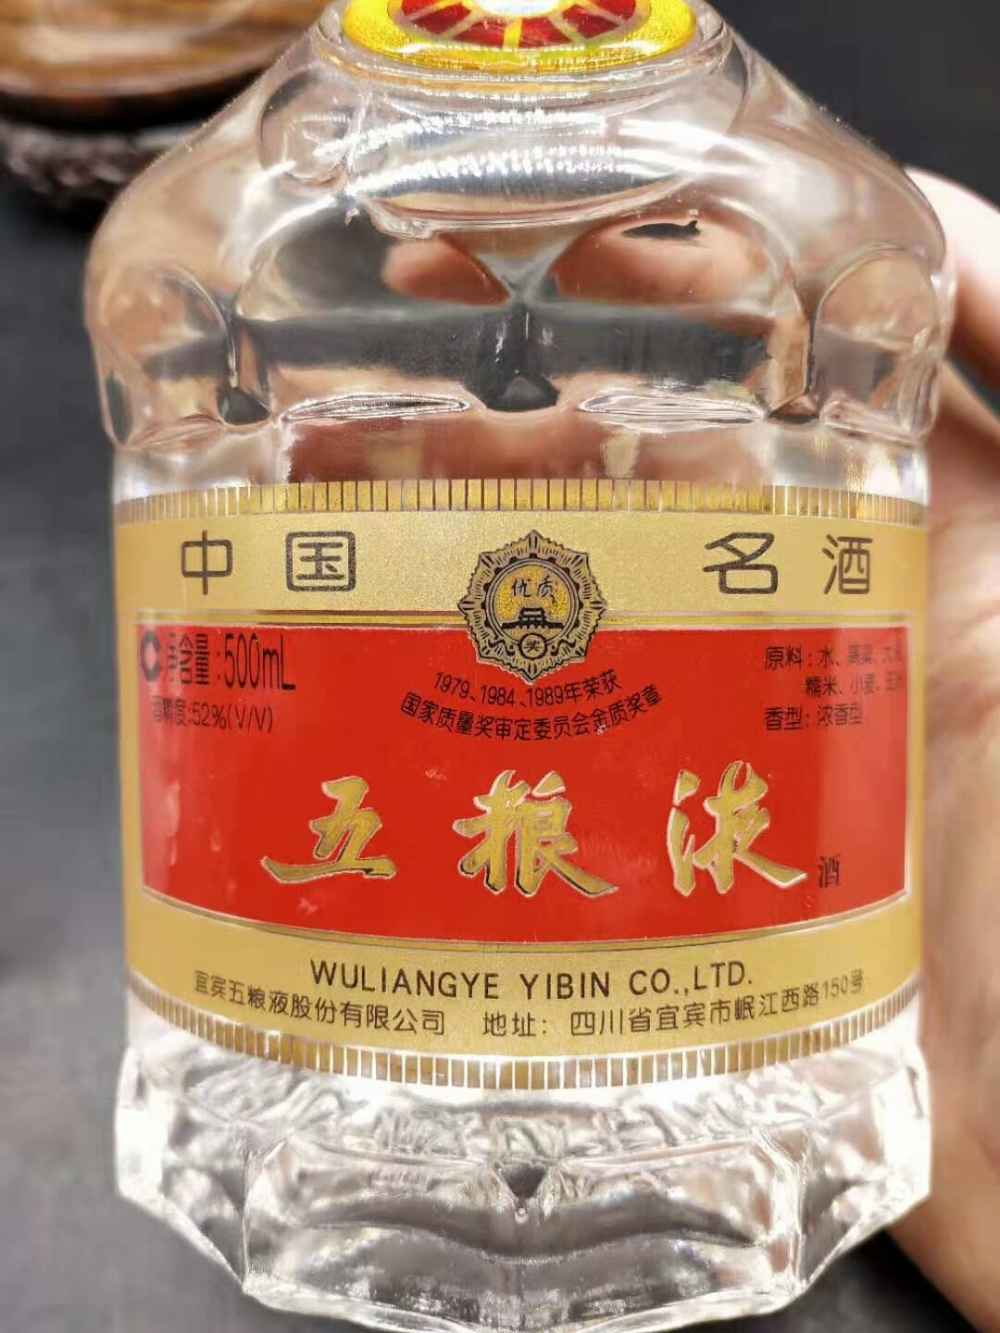 中国 名酒
优质
奖
净含量:500mL
酒精度:52%(V/V)
1979、1984、1989年荣获
国家质量奖审定委员会金质奖章
原料:水、高粱、大米
糯米、小麦、玉米
香型:浓香型
五粮液
酒
WULIANGYE YIBIN CO.,LTD.
宜宾五粮液股份有限公司 地址:四川省宜宾市岷江西路150号